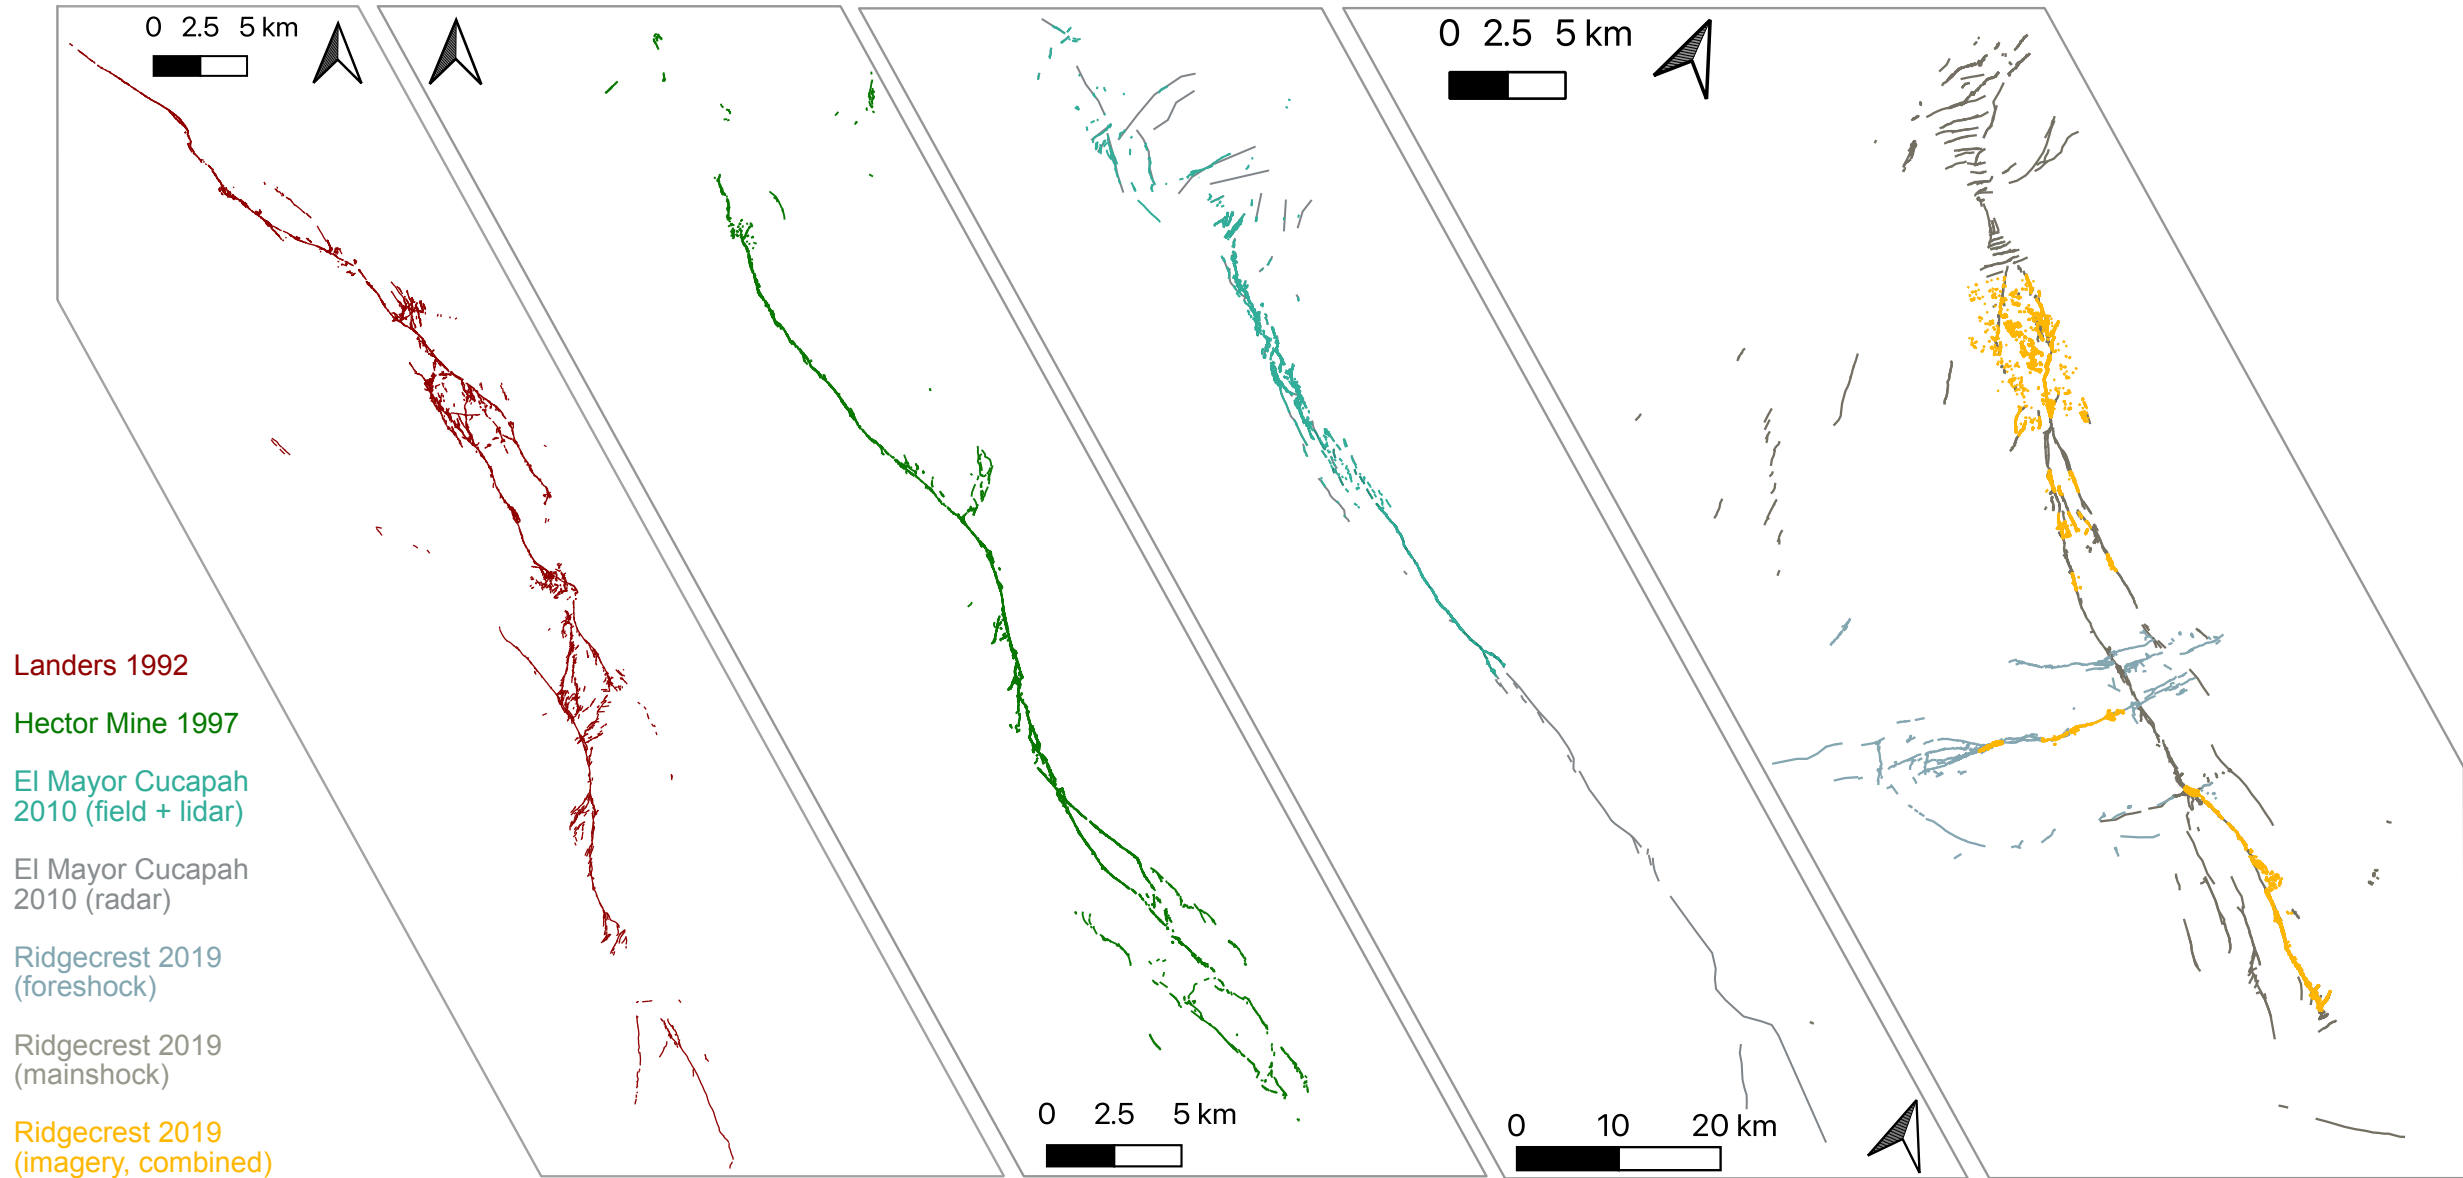 0 2.5 5 km
0 2.5 5 km
Landers 1992
Hector Mine 1997
El Mayor Cucapah
2010 (field + lidar)
El Mayor Cucapah
2010 (radar)
Ridgecrest 2019
(foreshock)
Ridgecrest 2019
(mainshock)
Ridgecrest 2019
(imagery, combined)
0 2.5 5 km
0 10 20 km